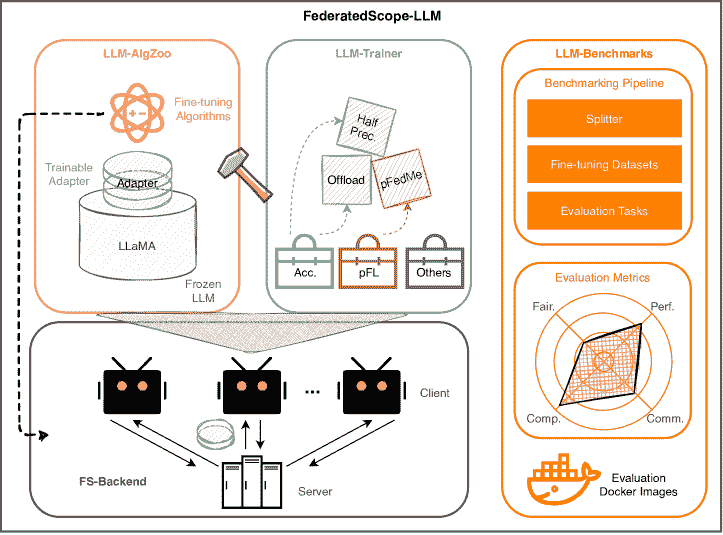 FederatedScope-LLM
LLM-AlgZoo
Fine-tuning
Algorithms
Trainable
Adapter
Adapter
LLaMA
Frozen
LLM
LLM-Trainer
Half
Prec.
Offload
pFedMe
Acc.
pFL
Others
LLM-Benchmarks
Benchmarking Pipeline
Splitter
Fine-tuning Datasets
Evaluation Tasks
Evaluation Metrics
Fair.
Perf.
Comp.
Comm.
Evaluation
Docker Images
...
Client
FS-Backend
Server